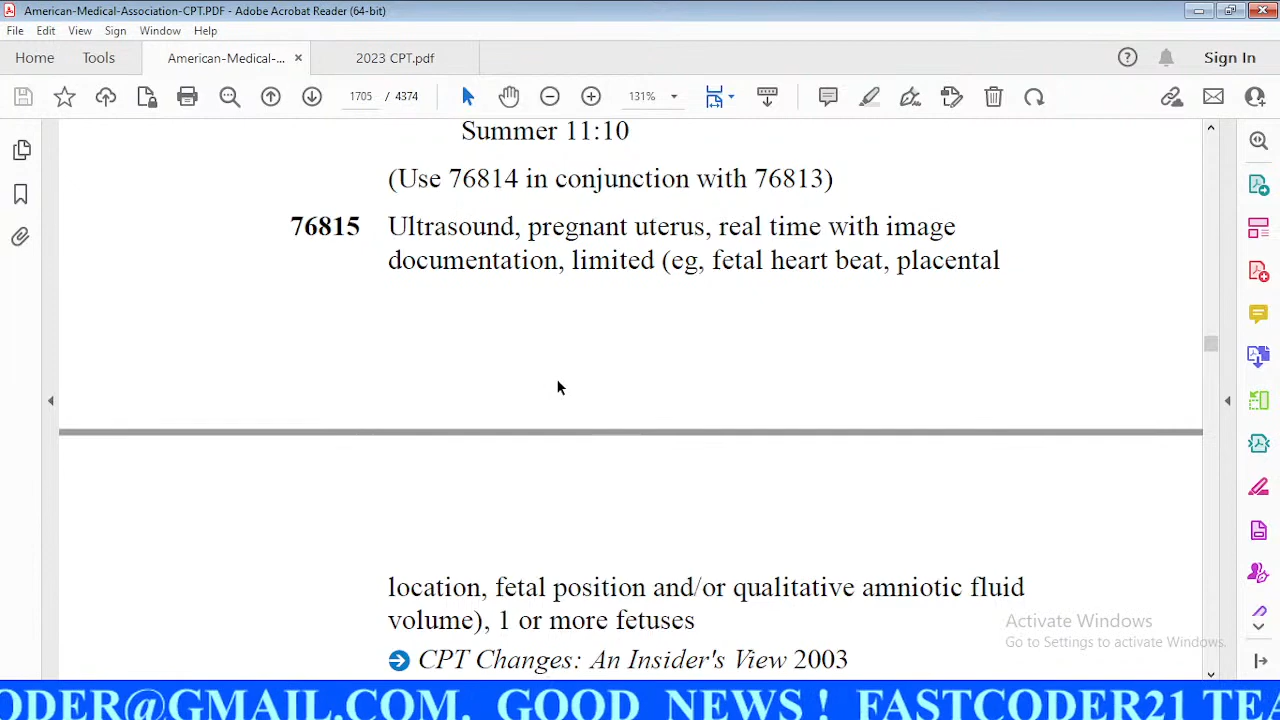 American-Medical-Association-CPT.PDF - Adobe Acrobat Reader (64-bit)
File Edit View Sign Window Help
Home Tools American-Medical-... × 2023 CPT.pdf Sign In
1705 / 4374 131%
Summer 11:10
(Use 76814 in conjunction with 76813)
76815 Ultrasound, pregnant uterus, real time with image
documentation, limited (eg, fetal heart beat, placental
location, fetal position and/or qualitative amniotic fluid
volume), 1 or more fetuses
CPT Changes: An Insider's View 2003
Activate Windows
Go to Settings to activate Windows.
ODER@GMAIL.COM. GOOD NEWS ! FASTCODER21 TEA